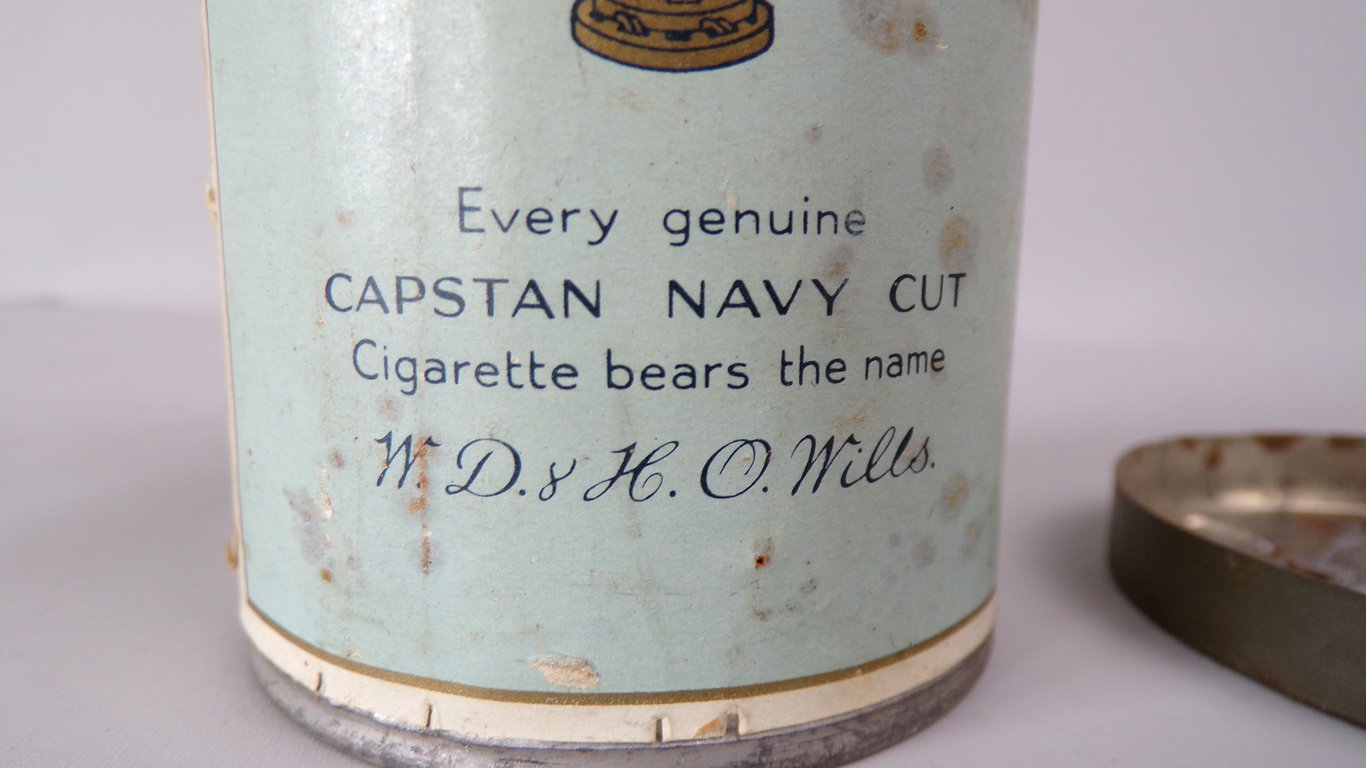 Every genuine
CAPSTAN NAVY CUT
Cigarette bears the name
W. D. & H. O. Wills.